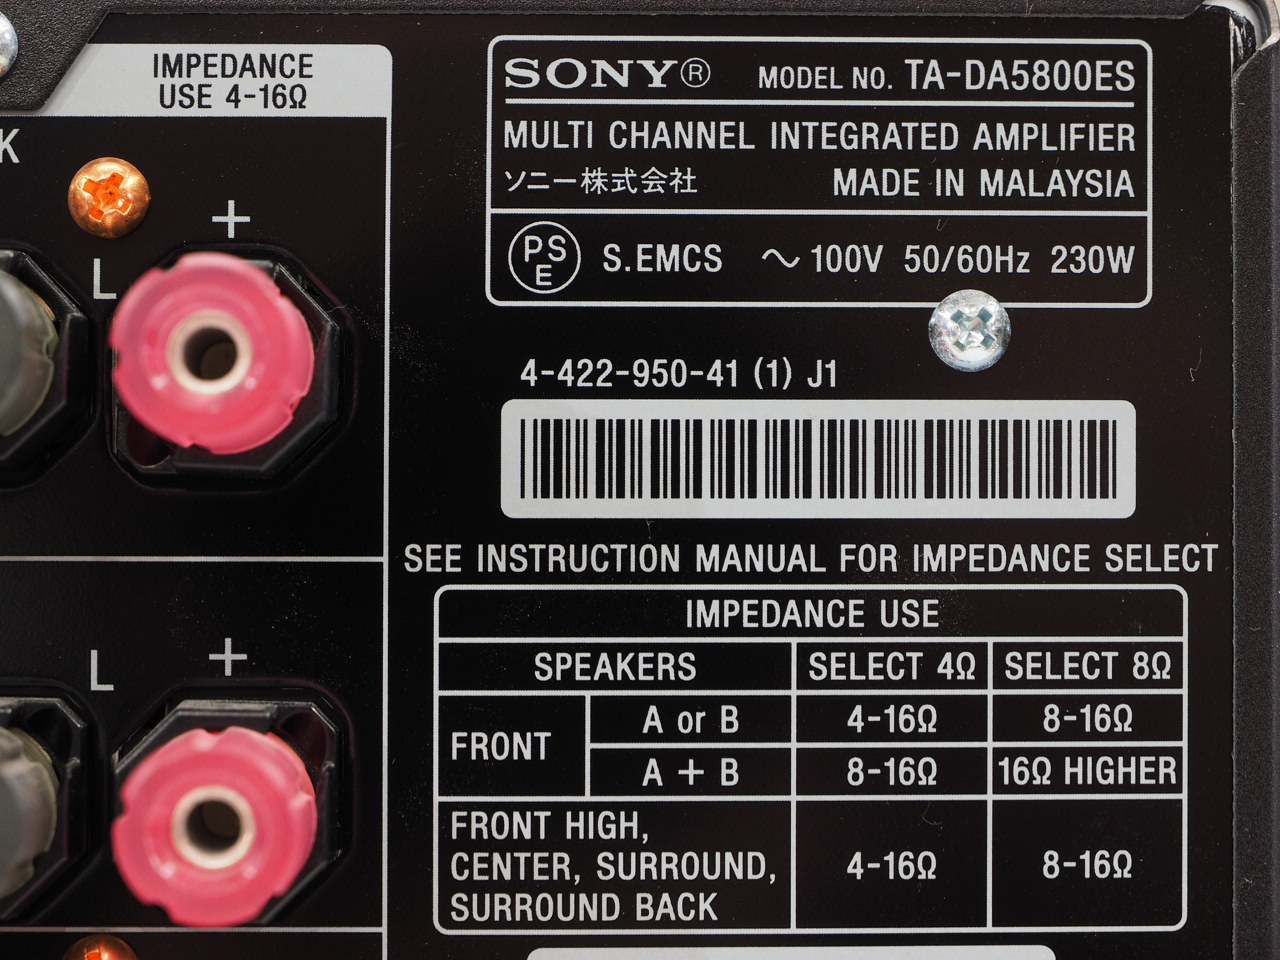 IMPEDANCE
USE 4-16Ω
K
+
L
L
+
SONY® MODEL NO. TA-DA5800ES
MULTI CHANNEL INTEGRATED AMPLIFIER
ソニー株式会社 MADE IN MALAYSIA
PSE S.EMCS ~100V 50/60Hz 230W
4-422-950-41 (1) J1
SEE INSTRUCTION MANUAL FOR IMPEDANCE SELECT
IMPEDANCE USE
SPEAKERS SELECT 4Ω SELECT 8Ω
FRONT A or B 4-16Ω 8-16Ω
A + B 8-16Ω 16Ω HIGHER
FRONT HIGH,
CENTER, SURROUND,
SURROUND BACK 4-16Ω 8-16Ω